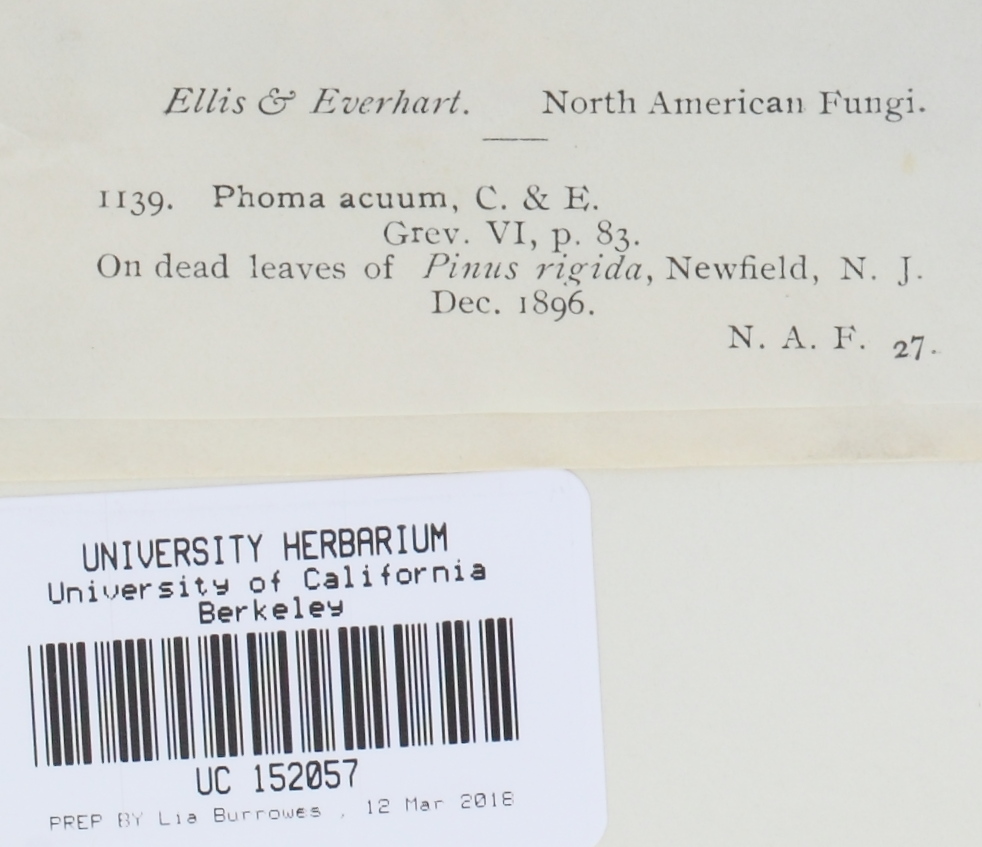 Ellis & Everhart. North American Fungi.
1139. Phoma acuum, C. & E.
Grev. VI, p. 83.
On dead leaves of Pinus rigida, Newfield, N. J.
Dec. 1896.
N. A. F. 27.
UNIVERSITY HERBARIUM
University of California
Berkeley
UC 152057
PREP BY Lia Burrowes , 12 Mar 2018